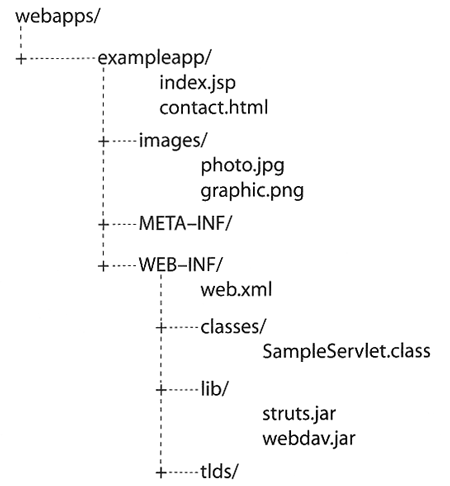 webapps/
exampleapp/
index.jsp
contact.html
images/
photo.jpg
graphic.png
META–INF/
WEB–INF/
web.xml
classes/
SampleServlet.class
lib/
struts.jar
webdav.jar
tlds/